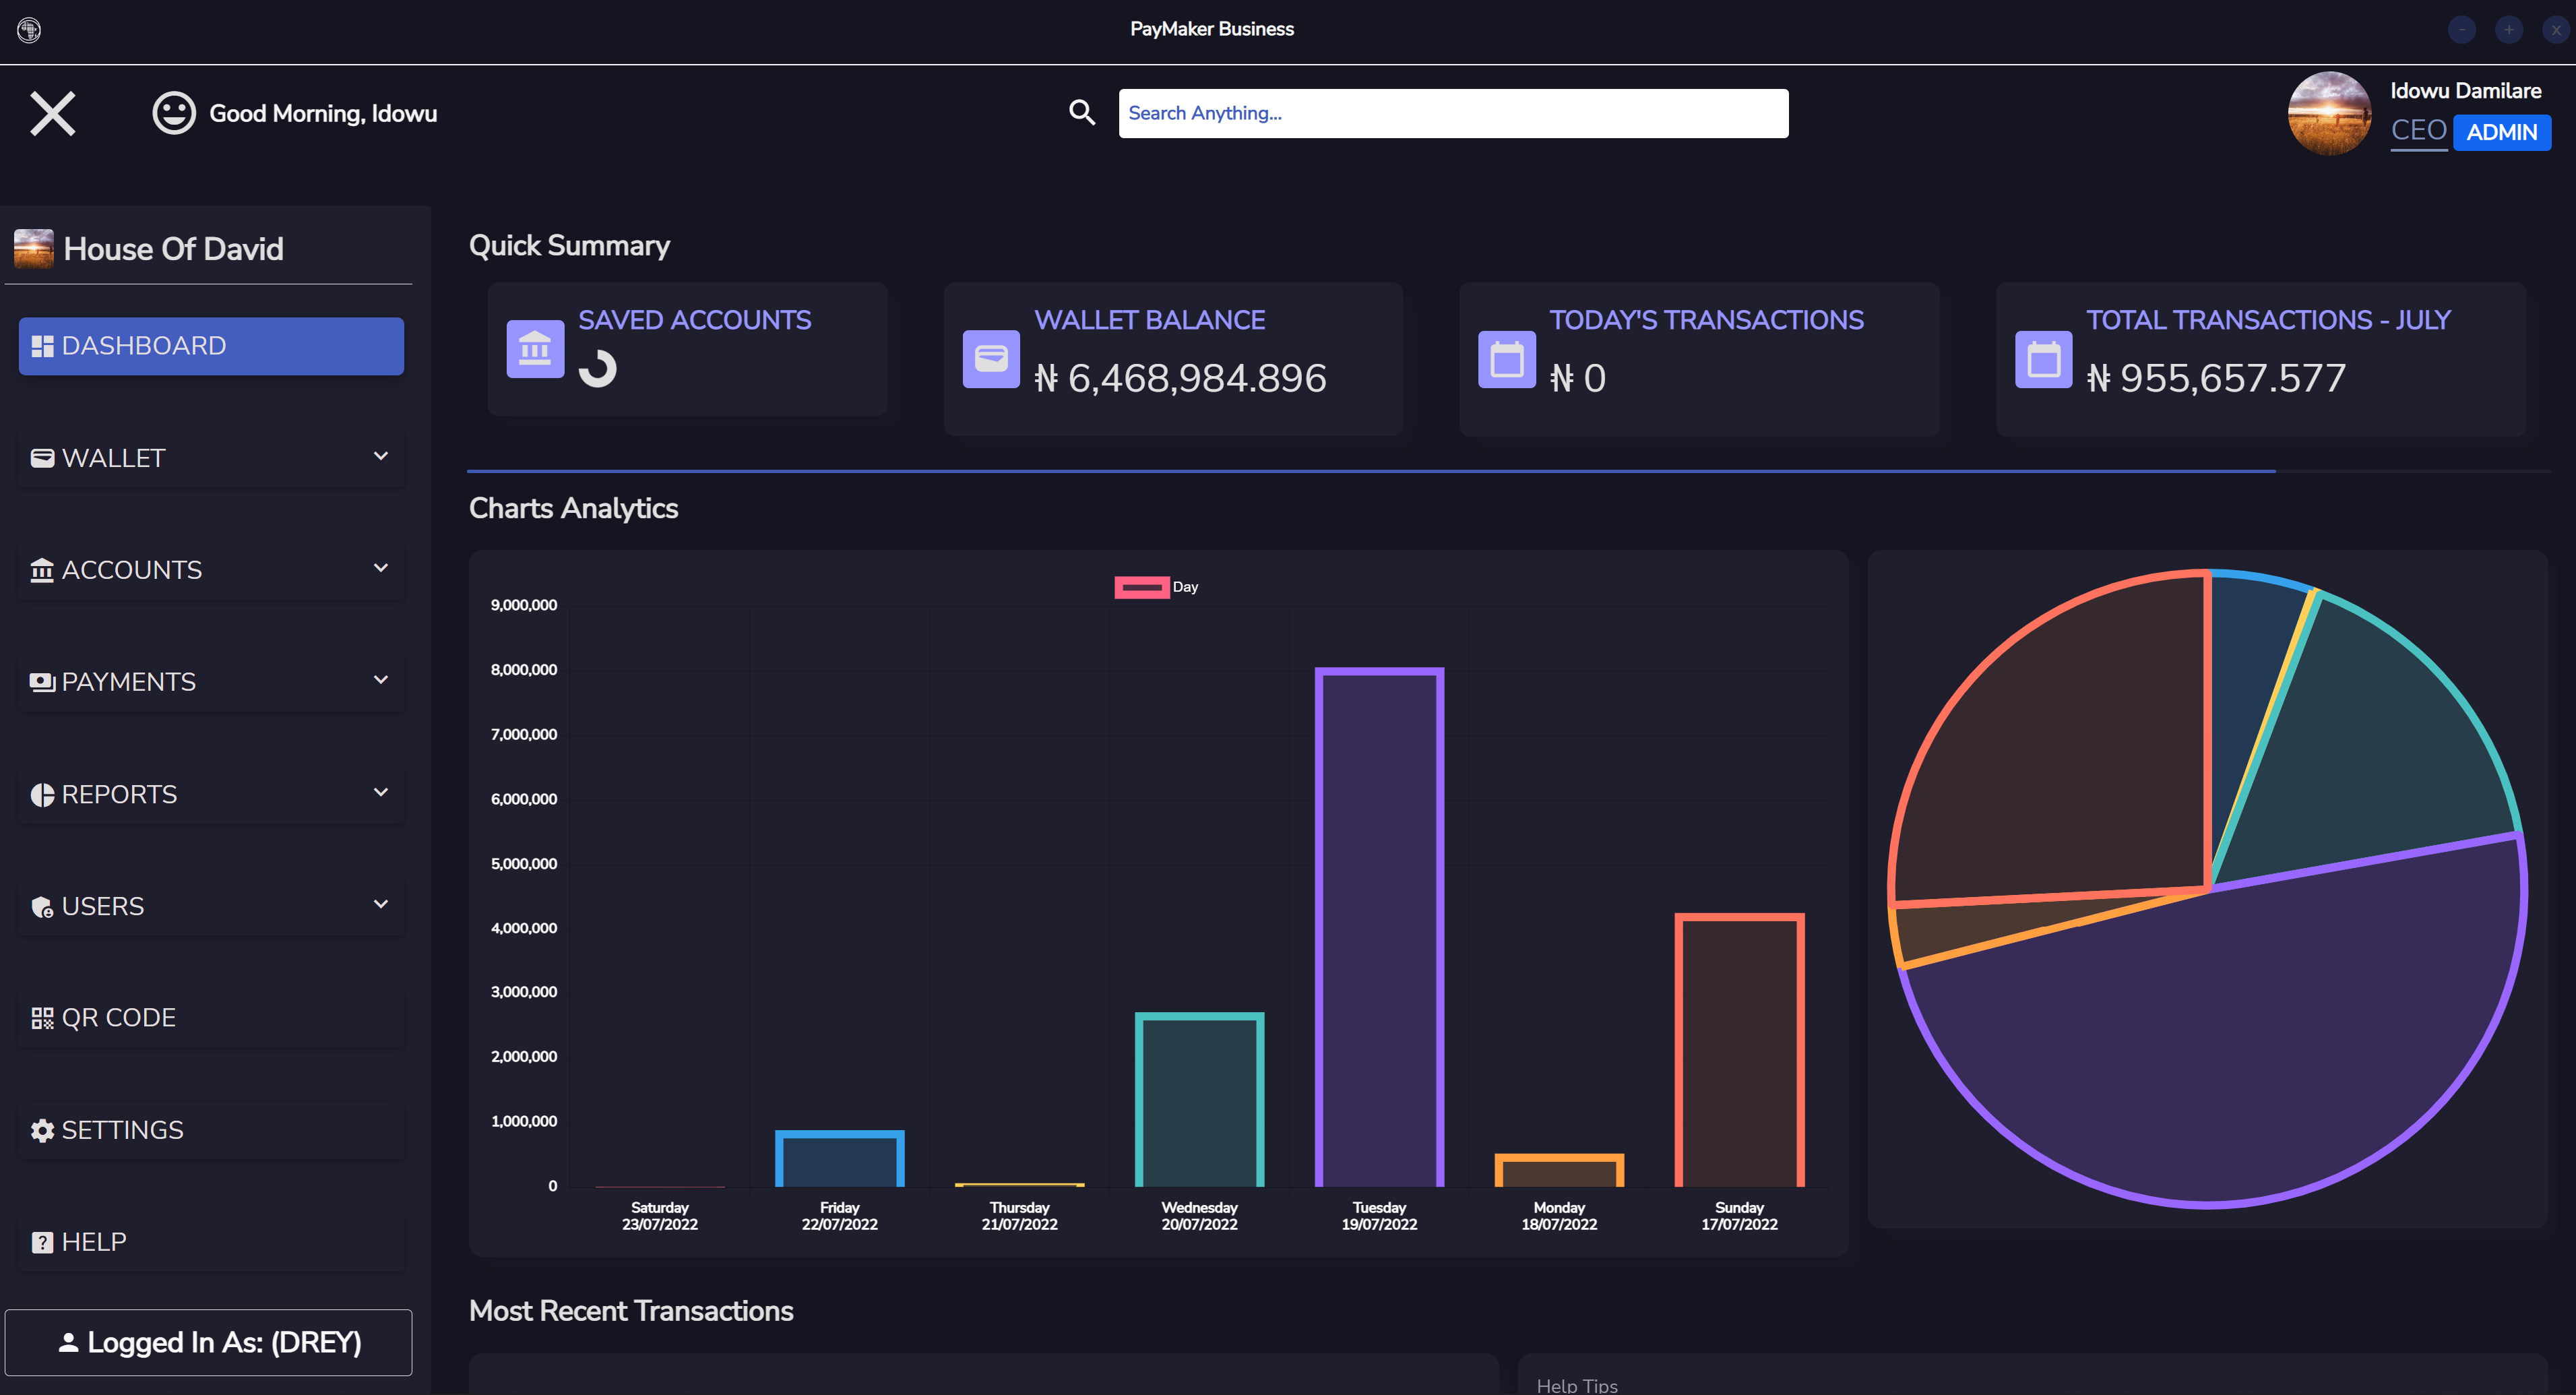 PayMaker Business
-
+
x
Good Morning, Idowu
Search Anything...
Idowu Damilare
CEO ADMIN
House Of David
DASHBOARD
WALLET
ACCOUNTS
PAYMENTS
REPORTS
USERS
QR CODE
SETTINGS
HELP
Logged In As: (DREY)
Quick Summary
SAVED ACCOUNTS
WALLET BALANCE
₦ 6,468,984.896
TODAY'S TRANSACTIONS
₦ 0
TOTAL TRANSACTIONS - JULY
₦ 955,657.577
Charts Analytics
Day
9,000,000
8,000,000
7,000,000
6,000,000
5,000,000
4,000,000
3,000,000
2,000,000
1,000,000
0
Saturday
23/07/2022
Friday
22/07/2022
Thursday
21/07/2022
Wednesday
20/07/2022
Tuesday
19/07/2022
Monday
18/07/2022
Sunday
17/07/2022
Most Recent Transactions
Help Tips